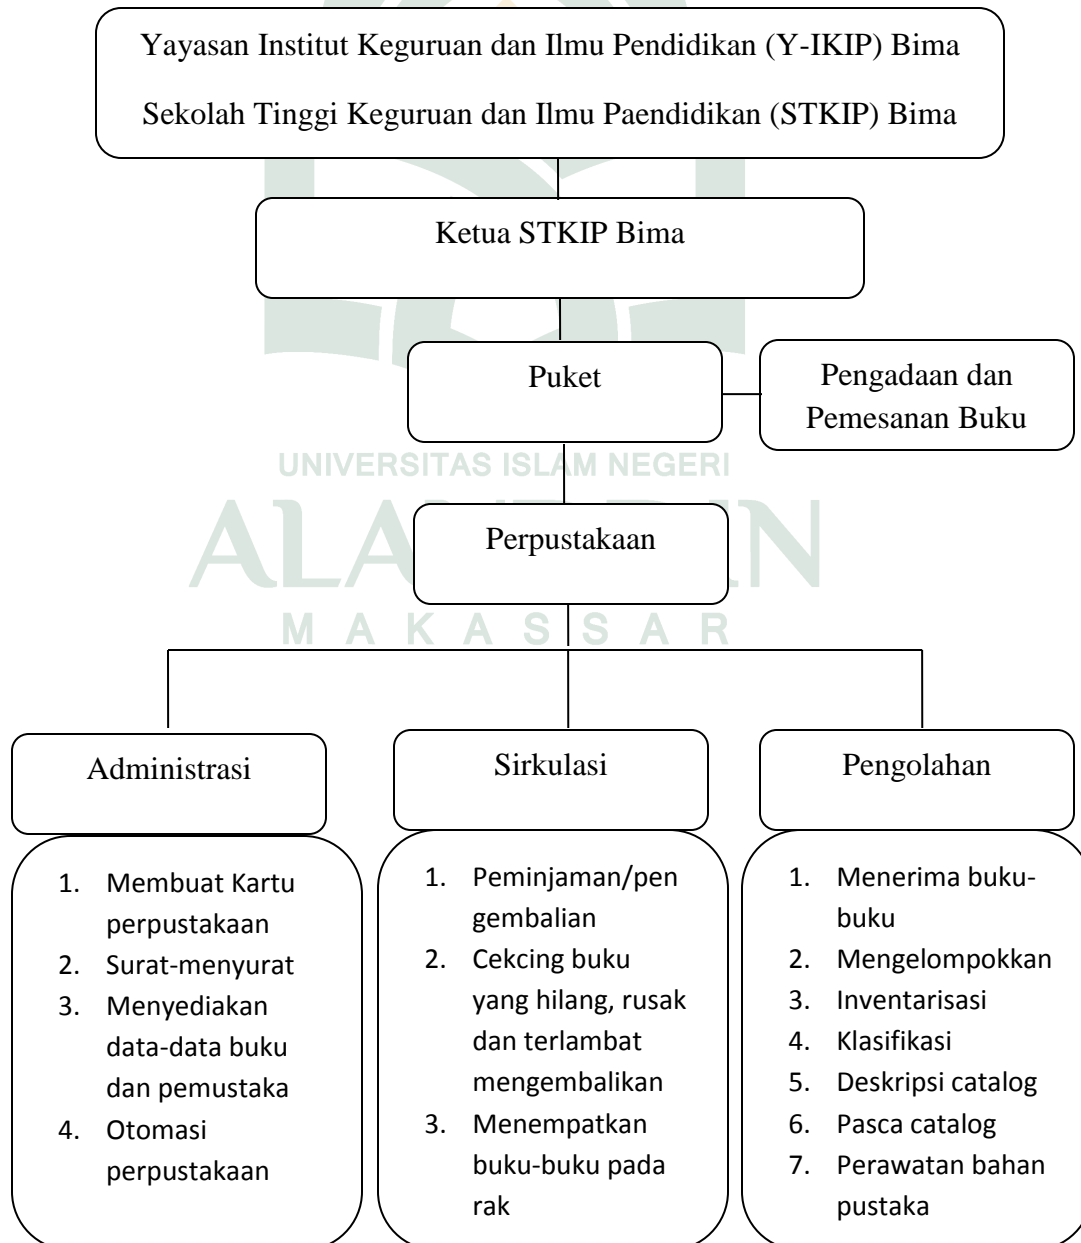 Yayasan Institut Keguruan dan Ilmu Pendidikan (Y-IKIP) Bima
Sekolah Tinggi Keguruan dan Ilmu Paendidikan (STKIP) Bima
Ketua STKIP Bima
Puket
Pengadaan dan
Pemesanan Buku
UNIVERSITAS ISLAM NEGERI
Perpustakaan
MAKASSAR
Administrasi
1. Membuat Kartu
perpustakaan
2. Surat-menyurat
3. Menyediakan
data-data buku
dan pemustaka
4. Otomasi
perpustakaan
Sirkulasi
1. Peminjaman/pen
gembalian
2. Cekcing buku
yang hilang, rusak
dan terlambat
mengembalikan
3. Menempatkan
buku-buku pada
rak
Pengolahan
1. Menerima buku-
buku
2. Mengelompokkan
3. Inventarisasi
4. Klasifikasi
5. Deskripsi catalog
6. Pasca catalog
7. Perawatan bahan
pustaka